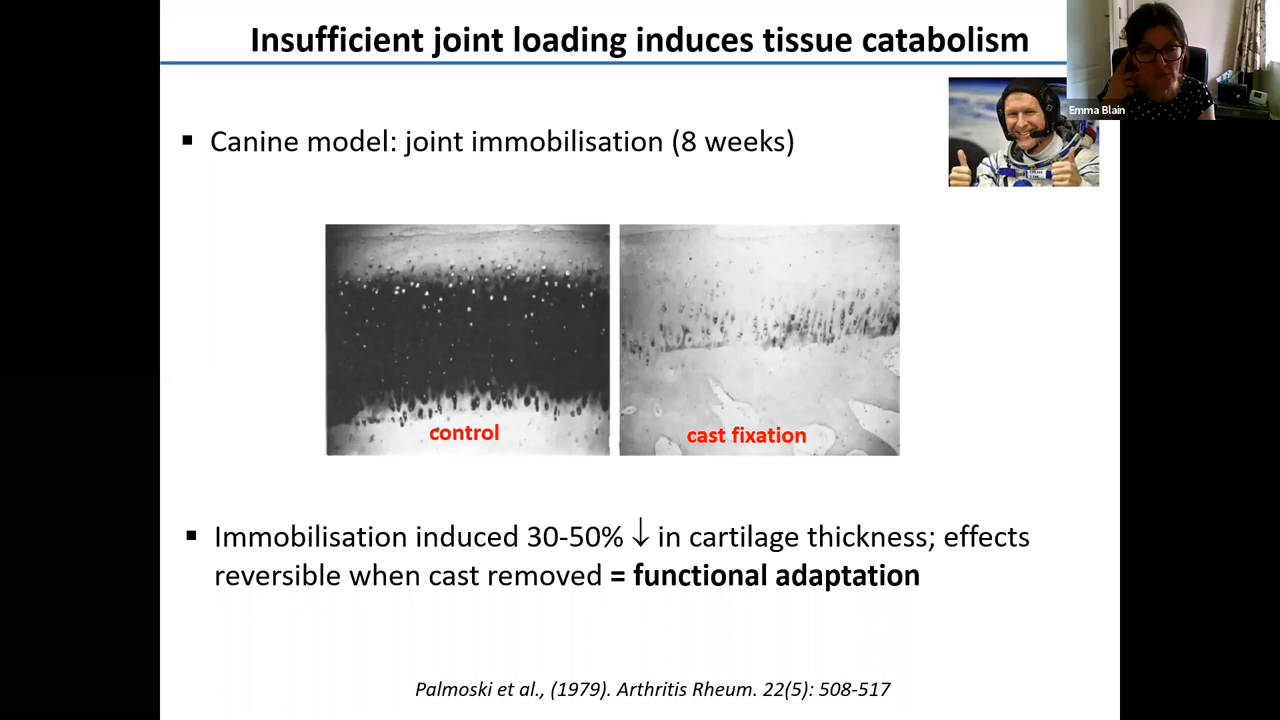 Insufficient joint loading induces tissue catabolism
Emma Blain
▪ Canine model: joint immobilisation (8 weeks)
control
cast fixation
▪ Immobilisation induced 30-50% ↓ in cartilage thickness; effects
reversible when cast removed = functional adaptation
Palmoski et al., (1979). Arthritis Rheum. 22(5): 508-517